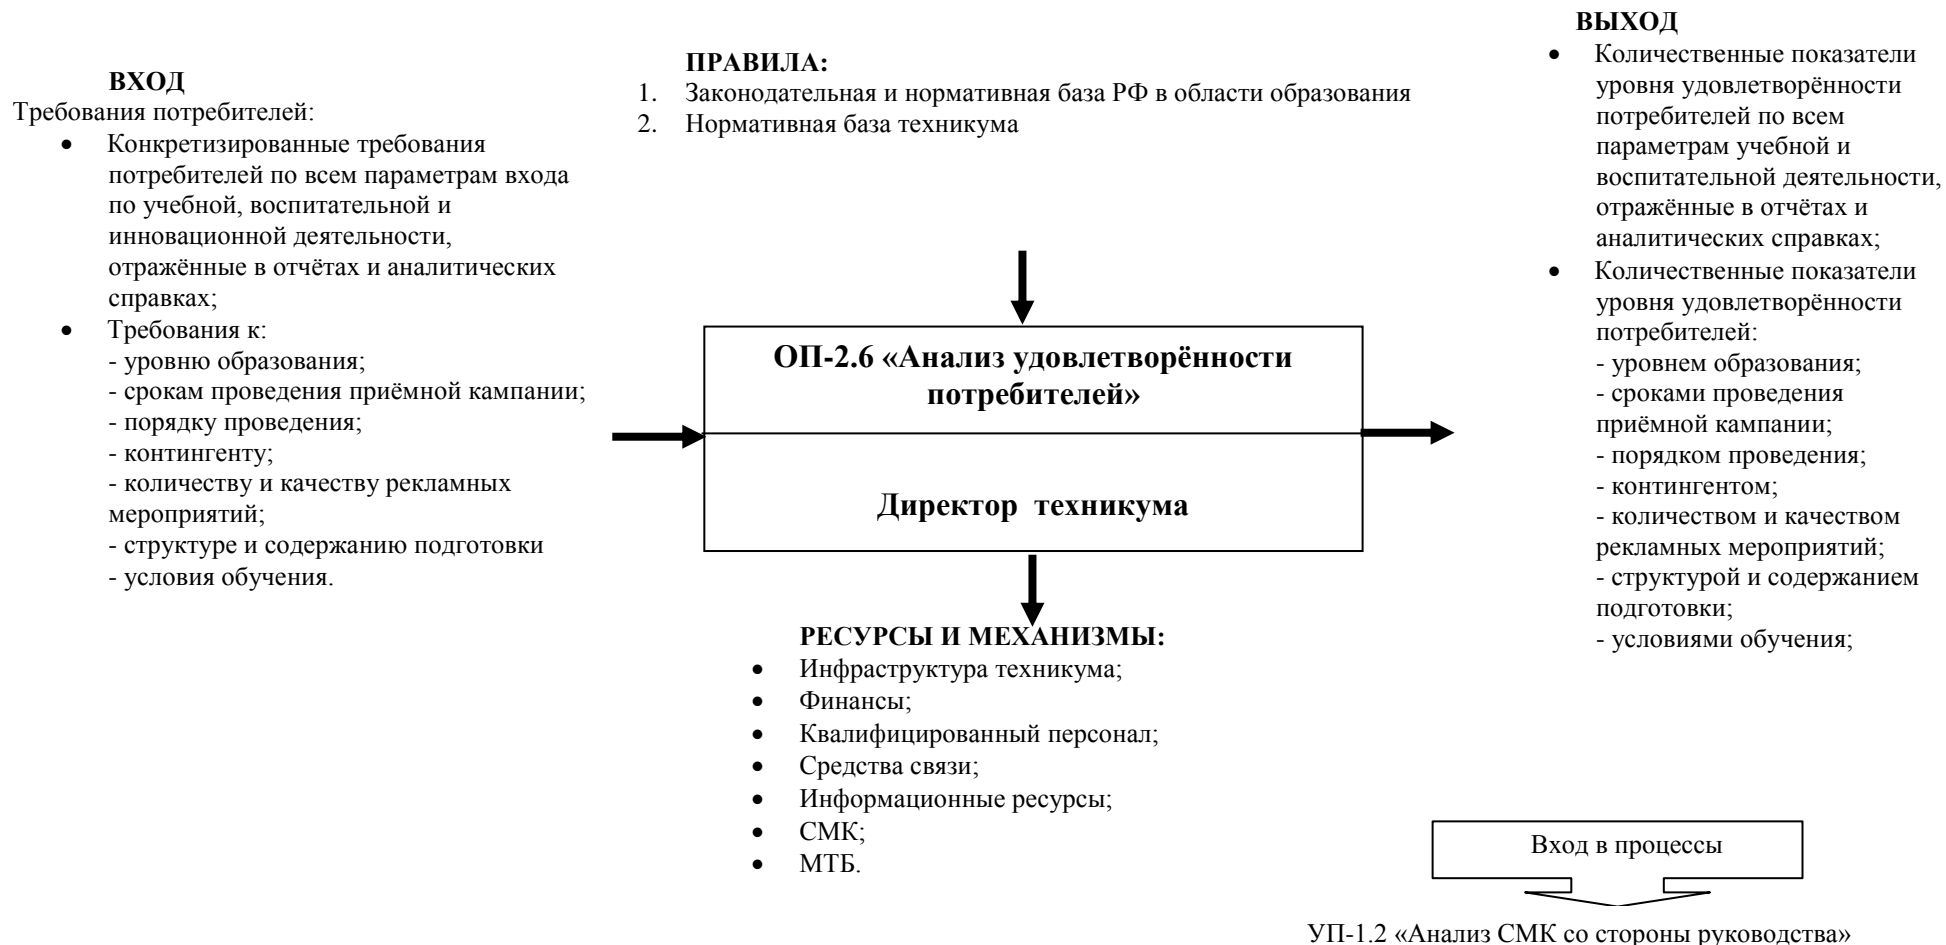 ВХОД
Требования потребителей:
• Конкретизированные требования
потребителей по всем параметрам входа
по учебной, воспитательной и
инновационной деятельности,
отражённые в отчётах и аналитических
справках;
• Требования к:
- уровню образования;
- срокам проведения приёмной кампании;
- порядку проведения;
- контингенту;
- количеству и качеству рекламных
мероприятий;
- структуре и содержанию подготовки
- условия обучения.
ПРАВИЛА:
1. Законодательная и нормативная база РФ в области образования
2. Нормативная база техникума
ОП-2.6 «Анализ удовлетворённости
потребителей»
Директор техникума
РЕСУРСЫ И МЕХАНИЗМЫ:
• Инфраструктура техникума;
• Финансы;
• Квалифицированный персонал;
• Средства связи;
• Информационные ресурсы;
• СМК;
• МТБ.
ВЫХОД
• Количественные показатели
уровня удовлетворённости
потребителей по всем
параметрам учебной и
воспитательной деятельности,
отражённые в отчётах и
аналитических справках;
• Количественные показатели
уровня удовлетворённости
потребителей:
- уровнем образования;
- сроками проведения
приёмной кампании;
- порядком проведения;
- контингентом;
- количеством и качеством
рекламных мероприятий;
- структурой и содержанием
подготовки;
- условиями обучения;
Вход в процессы
УП-1.2 «Анализ СМК со стороны руководства»